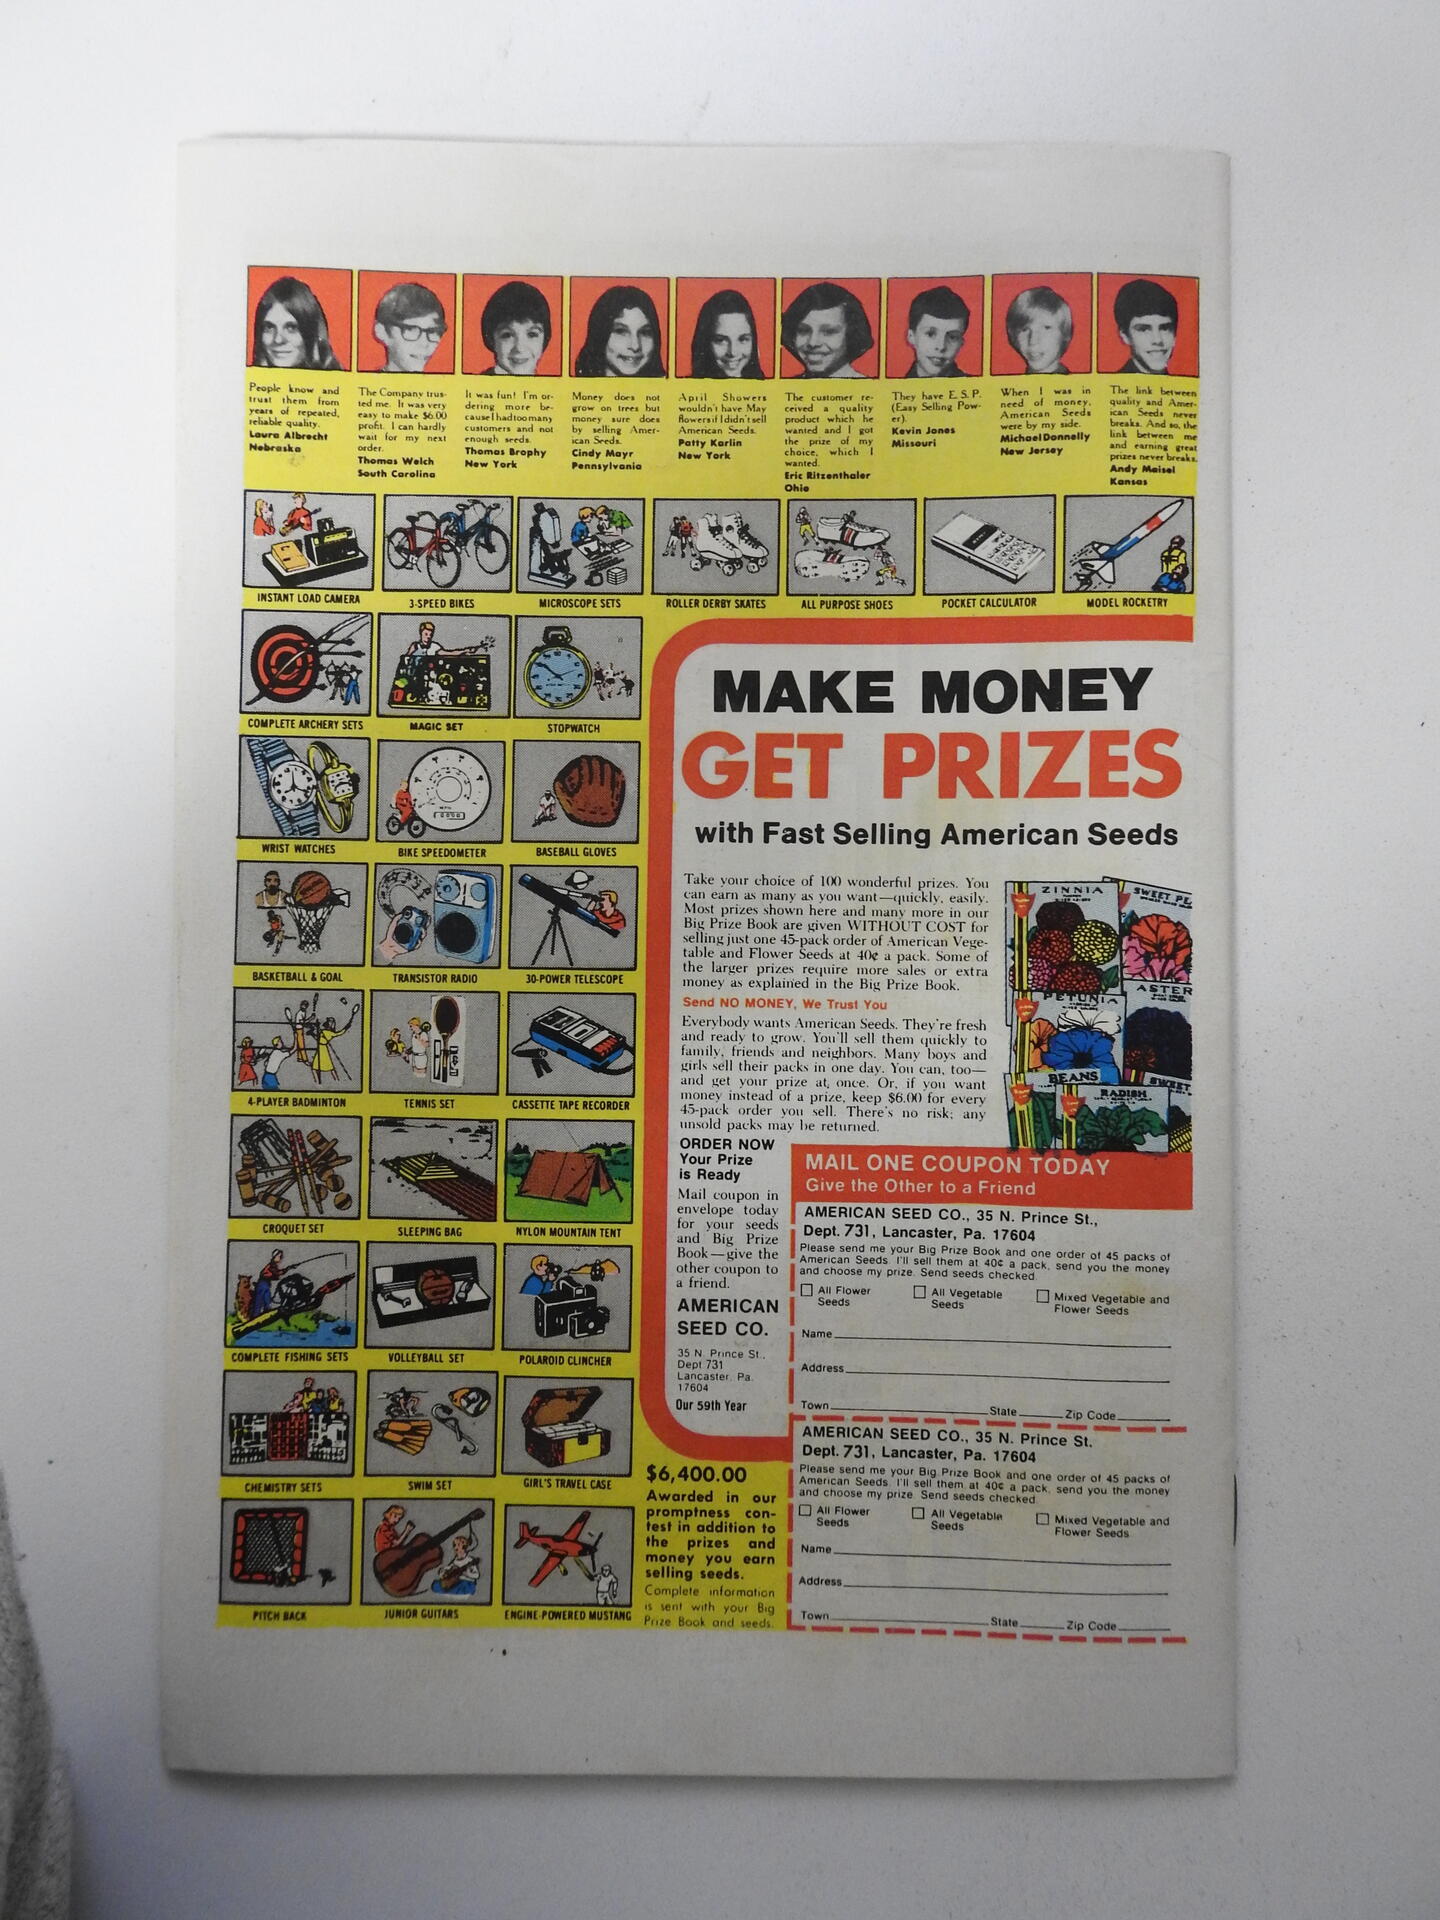 People know and
trust them from
years of repeated,
reliable quality.
Laura Albrecht
Nebraska
The Company trus-
ted me. It was very
easy to make $6.00
profit. I can hardly
wait for my next
order.
Thomas Welch
South Carolina
It was fun! I'm or-
dering more be-
cause I had too many
customers and not
enough seeds.
Thomas Brophy
New York
Money does not
grow on trees but
money sure does
by selling Amer-
ican Seeds.
Cindy Mayr
Pennsylvania
April Showers
wouldn't have May
flowers if I didn't sell
American Seeds.
Patty Karlin
New York
The customer re-
ceived a quality
product which he
wanted and I got
the prize of my
choice, which I
wanted.
Eric Ritzenthaler
Ohio
They have E. S. P.
(Easy Selling Pow-
er).
Kevin Jones
Missouri
When I was in
need of money,
American Seeds
were by my side.
Michael Donnelly
New Jersey
The link between
quality and Amer-
ican Seeds never
breaks. And so, the
link between me
and earning great
prizes never breaks.
Andy Maisel
Kansas
INSTANT LOAD CAMERA
3-SPEED BIKES
MICROSCOPE SETS
ROLLER DERBY SKATES
ALL PURPOSE SHOES
POCKET CALCULATOR
MODEL ROCKETRY
COMPLETE ARCHERY SETS
MAGIC SET
STOPWATCH
WRIST WATCHES
BIKE SPEEDOMETER
BASEBALL GLOVES
BASKETBALL & GOAL
TRANSISTOR RADIO
30-POWER TELESCOPE
4-PLAYER BADMINTON
TENNIS SET
CASSETTE TAPE RECORDER
CROQUET SET
SLEEPING BAG
NYLON MOUNTAIN TENT
COMPLETE FISHING SETS
VOLLEYBALL SET
POLAROID CLINCHER
CHEMISTRY SETS
SWIM SET
GIRL'S TRAVEL CASE
PITCH BACK
JUNIOR GUITARS
ENGINE-POWERED MUSTANG
MAKE MONEY
GET PRIZES
with Fast Selling American Seeds
Take your choice of 100 wonderful prizes. You
can earn as many as you want—quickly, easily.
Most prizes shown here and many more in our
Big Prize Book are given WITHOUT COST for
selling just one 45-pack order of American Vege-
table and Flower Seeds at 40¢ a pack. Some of
the larger prizes require more sales or extra
money as explained in the Big Prize Book.
Send NO MONEY, We Trust You
Everybody wants American Seeds. They're fresh
and ready to grow. You'll sell them quickly to
family, friends and neighbors. Many boys and
girls sell their packs in one day. You can, too—
and get your prize at once. Or, if you want
money instead of a prize, keep $6.00 for every
45-pack order you sell. There's no risk; any
unsold packs may be returned.
ZINNIA
SWEET PE
ASTER
PETUNIA
BEANS
SWEET
RADISH
ORDER NOW
Your Prize
is Ready
Mail coupon in
envelope today
for your seeds
and Big Prize
Book—give the
other coupon to
a friend.
AMERICAN
SEED CO.
35 N. Prince St.,
Dept 731
Lancaster, Pa.
17604
Our 59th Year
$6,400.00
Awarded in our
promptness con-
test in addition to
the prizes and
money you earn
selling seeds.
Complete information
is sent with your Big
Prize Book and seeds.
MAIL ONE COUPON TODAY
Give the Other to a Friend
AMERICAN SEED CO., 35 N. Prince St.,
Dept. 731, Lancaster, Pa. 17604
Please send me your Big Prize Book and one order of 45 packs of
American Seeds. I'll sell them at 40¢ a pack, send you the money
and choose my prize. Send seeds checked.
All Flower
Seeds
All Vegetable
Seeds
Mixed Vegetable and
Flower Seeds
Name
Address
Town State Zip Code
AMERICAN SEED CO., 35 N. Prince St.
Dept. 731, Lancaster, Pa. 17604
Please send me your Big Prize Book and one order of 45 packs of
American Seeds. I'll sell them at 40¢ a pack, send you the money
and choose my prize. Send seeds checked.
All Flower
Seeds
All Vegetable
Seeds
Mixed Vegetable and
Flower Seeds
Name
Address
Town State Zip Code